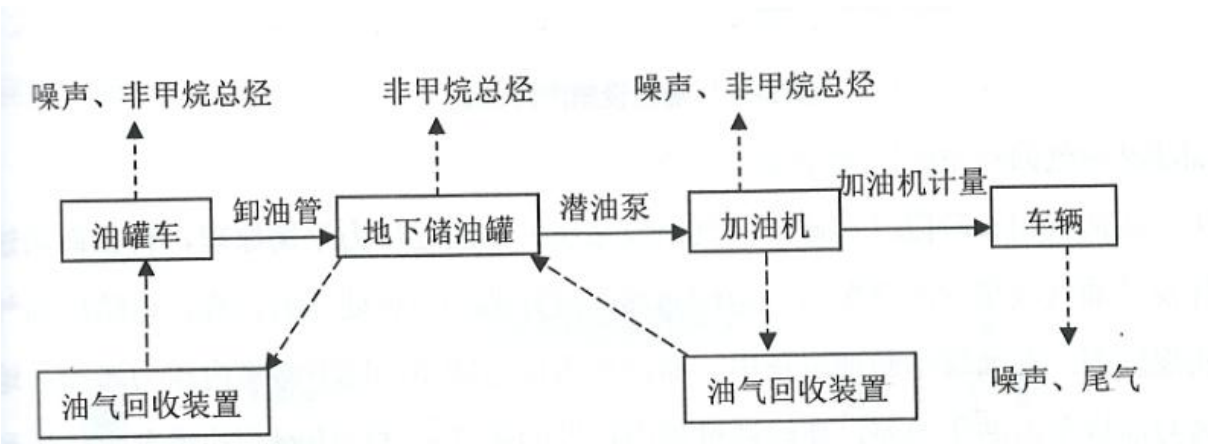 噪声、非甲烷总烃
非甲烷总烃
噪声、非甲烷总烃
油罐车
卸油管
地下储油罐
潜油泵
加油机
加油机计量
车辆
油气回收装置
油气回收装置
噪声、尾气